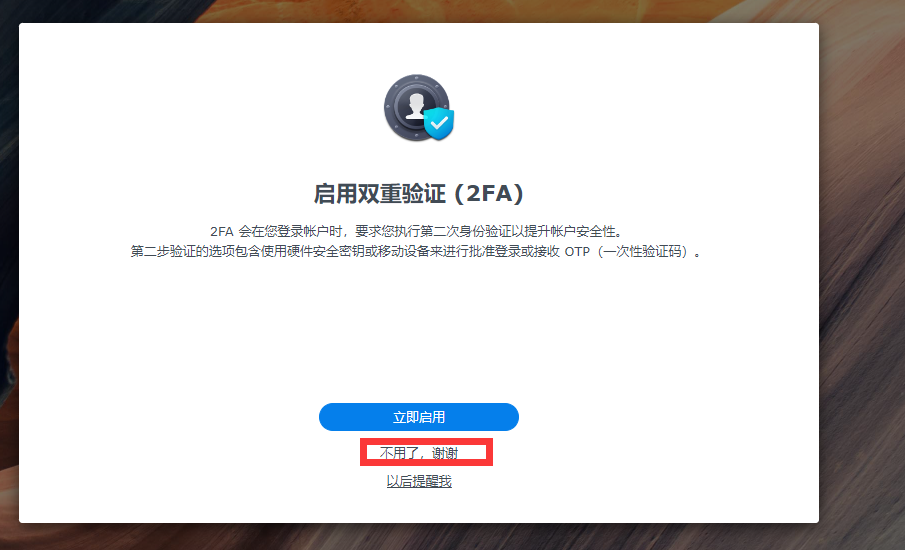 启用双重验证 (2FA)
2FA 会在您登录帐户时，要求您执行第二次身份验证以提升帐户安全性。
第二步验证的选项包含使用硬件安全密钥或移动设备来进行批准登录或接收 OTP（一次性验证码）。
立即启用
不用了，谢谢
以后提醒我